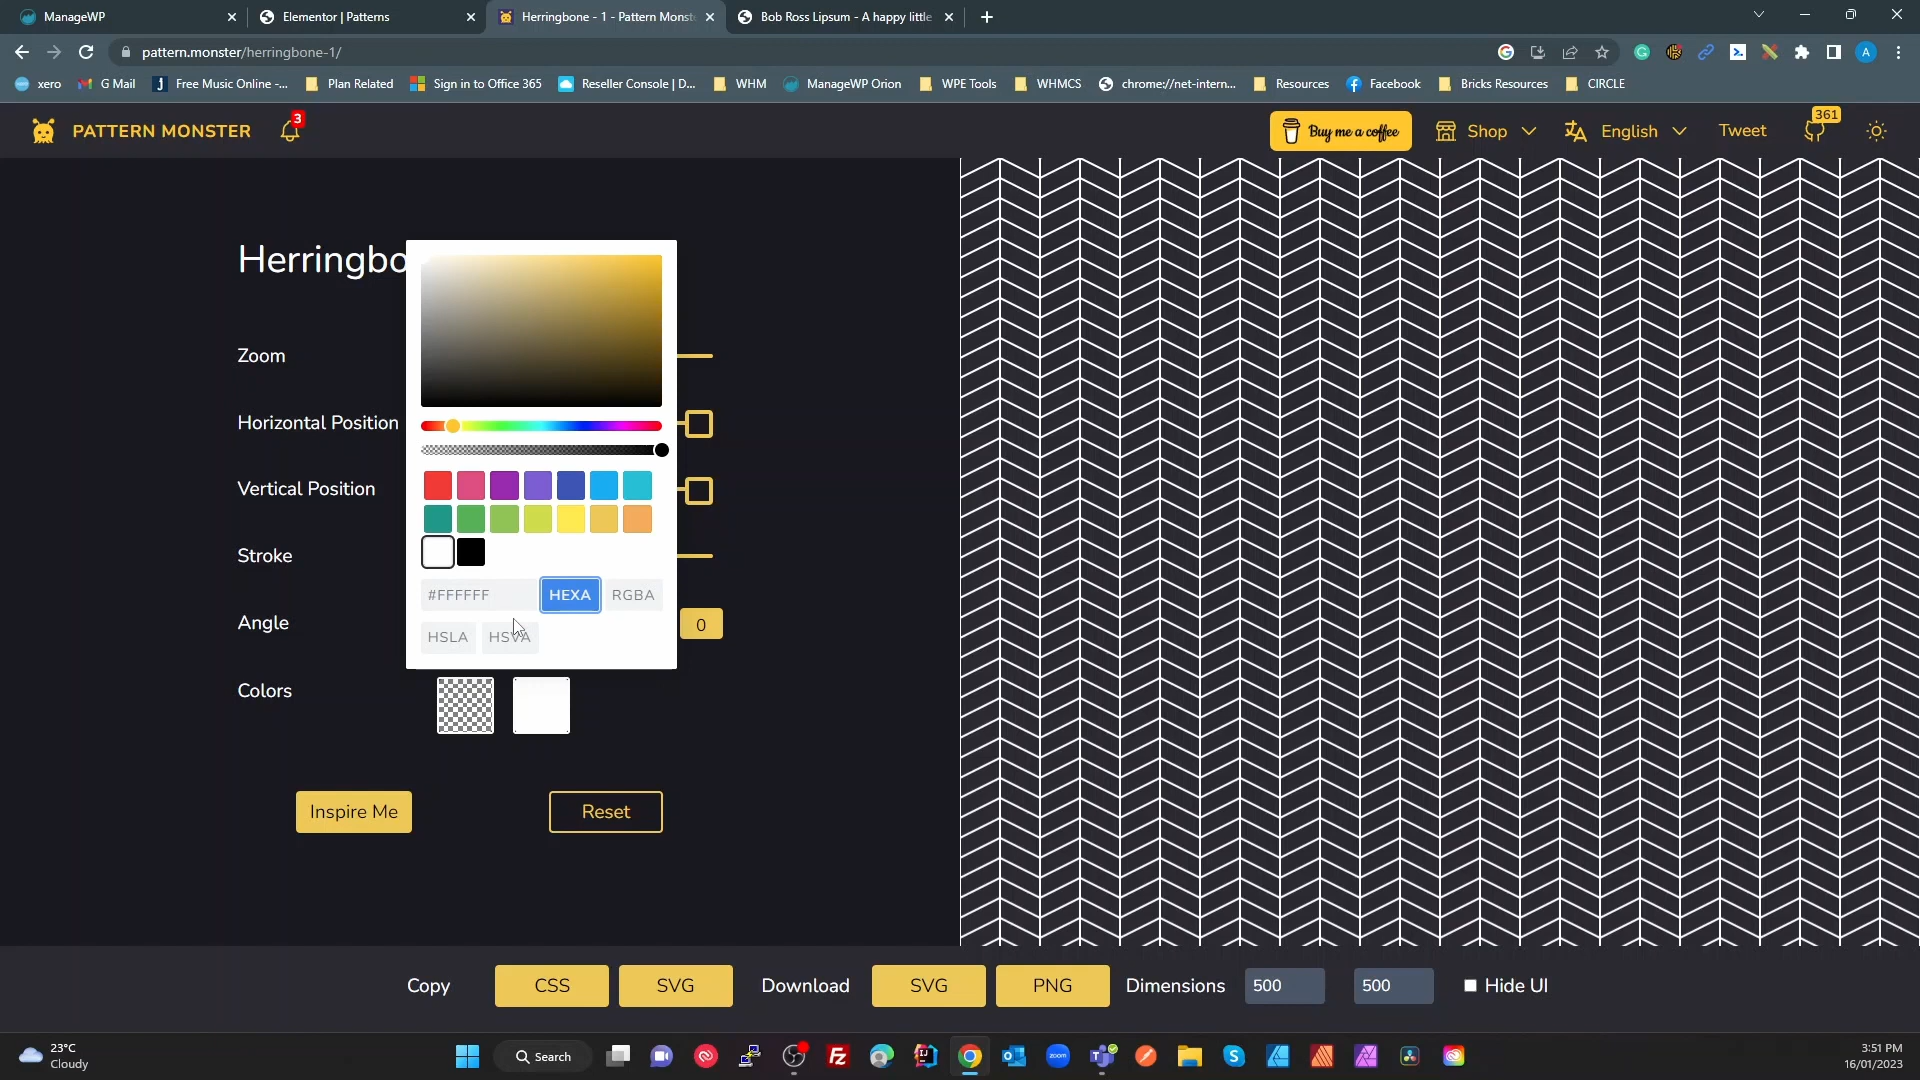 ManageWP
Elementor | Patterns
Herringbone - 1 - Pattern Monst
Bob Ross Lipsum - A happy little
pattern.monster/herringbone-1/
xero
G Mail
Free Music Online -...
Plan Related
Sign in to Office 365
Reseller Console | D...
WHM
ManageWP Orion
WPE Tools
WHMCS
chrome://net-intern...
Resources
Facebook
Bricks Resources
CIRCLE
PATTERN MONSTER
3
Buy me a coffee
Shop
English
Tweet
361
Herringbo
Zoom
Horizontal Position
Vertical Position
Stroke
#FFFFFF
HEXA
RGBA
Angle
0
HSLA
HSVA
Colors
Inspire Me
Reset
Copy
CSS
SVG
Download
SVG
PNG
Dimensions
500
500
Hide UI
23°C
Cloudy
Search
zoom
3:51 PM
16/01/2023